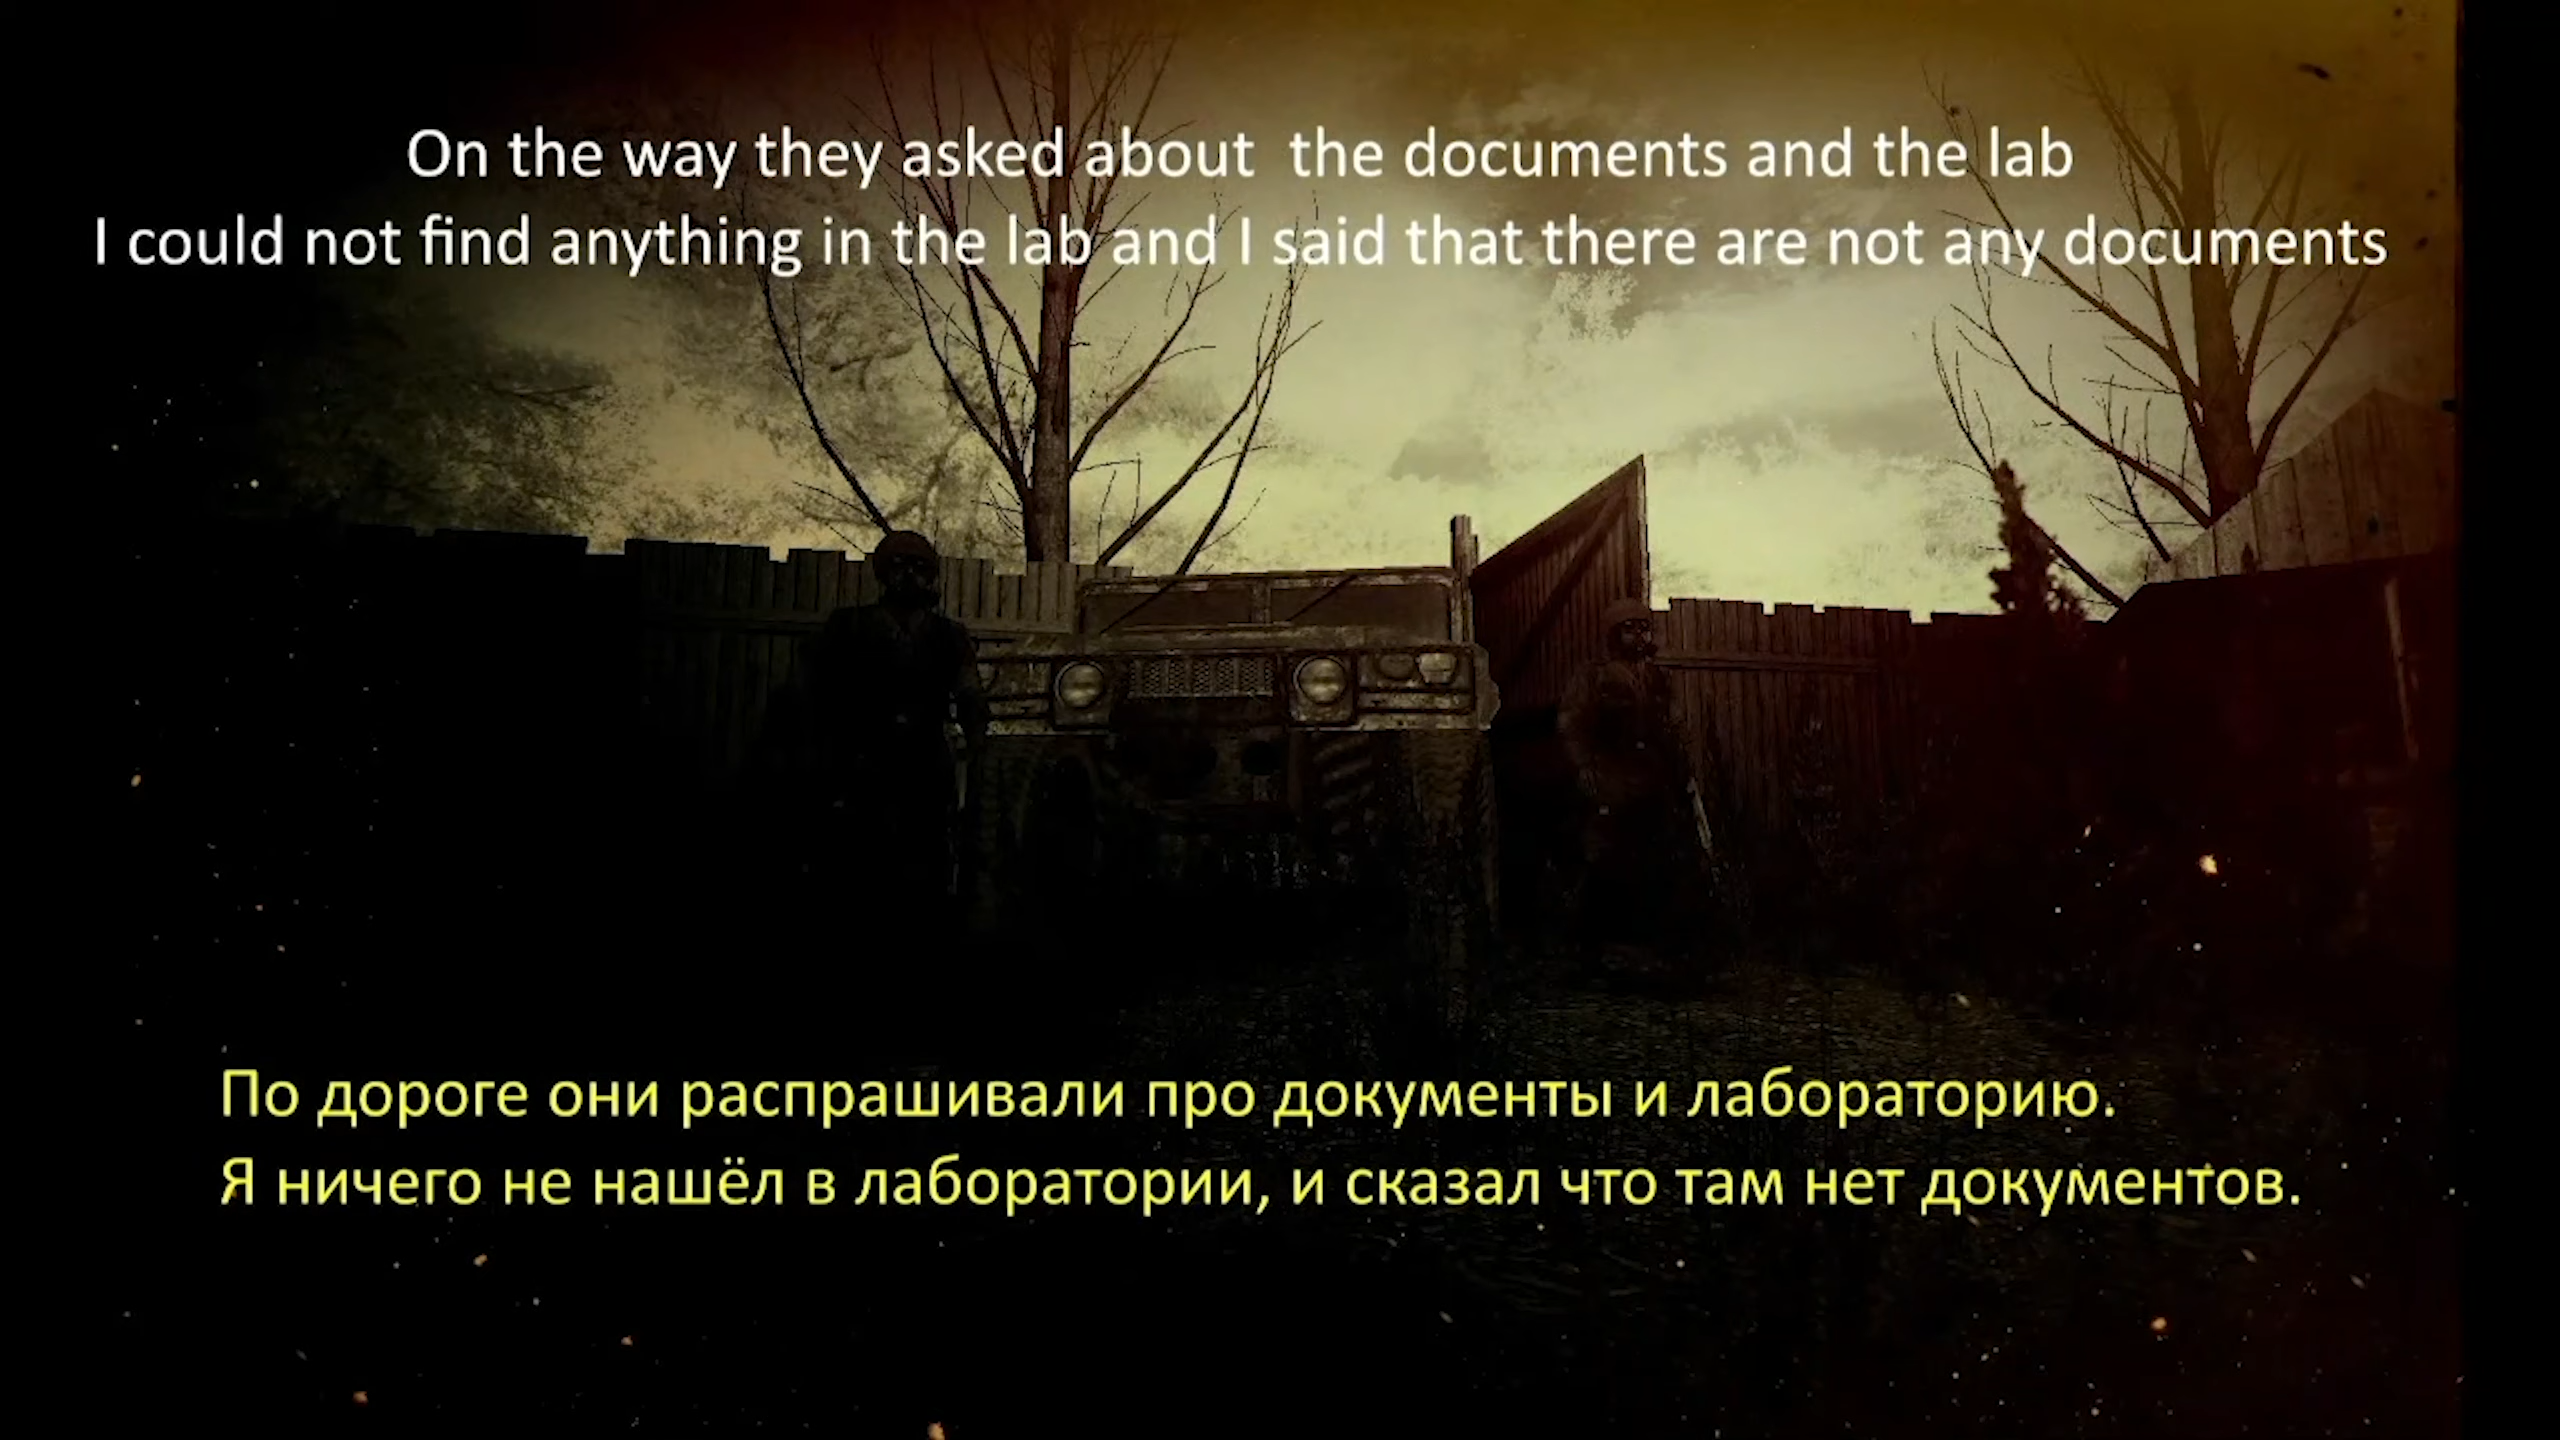 On the way they asked about  the documents and the lab
I could not find anything in the lab and I said that there are not any documents
По дороге они распрашивали про документы и лабораторию.
Я ничего не нашёл в лаборатории, и сказал что там нет документов.